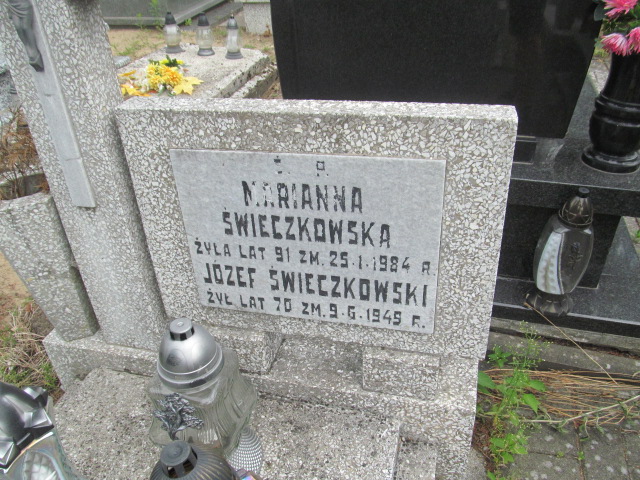 Ś. P.
MARIANNA
ŚWIECZKOWSKA
ŻYŁA LAT 91 ZM. 25.1.1984 R.
JÓZEF ŚWIECZKOWSKI
ŻYŁ LAT 70 ZM. 9.6.1945 R.